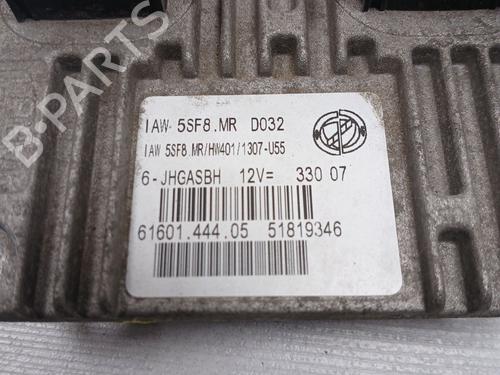 IAW 5SF8.MR D032
IAW 5SF8.MR/HW401/1307-U55
6-JHGASBH 12V= 330 07
61601.444.05 51819346